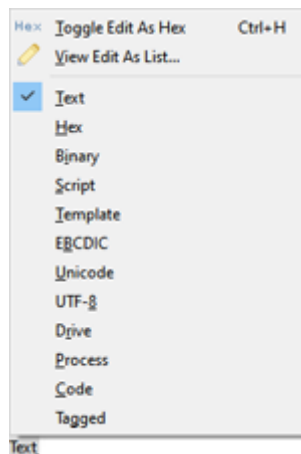 Hex Toggle Edit As Hex Ctrl+H
View Edit As List...
Text
Hex
Binary
Script
Template
EBCDIC
Unicode
UTF-8
Drive
Process
Code
Tagged
Text